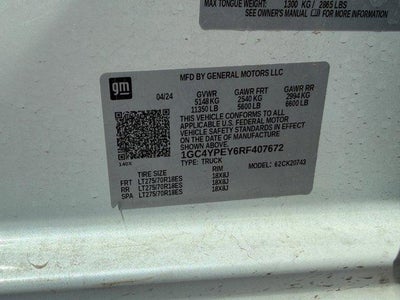 MAX TONGUE WEIGHT: 1300 KG / 2865 LBS
SEE OWNER'S MANUAL FOR MORE INFORMATION
gm
MFD BY GENERAL MOTORS LLC
04/24 GVWR GAWR FRT GAWR RR
5148 KG 2540 KG 2994 KG
11350 LB 5600 LB 6600 LB
THIS VEHICLE CONFORMS TO ALL
APPLICABLE U.S. FEDERAL MOTOR
VEHICLE SAFETY STANDARDS IN
EFFECT ON THE DATE OF
MANUFACTURE SHOWN ABOVE.
1GC4YPEY6RF407672
TYPE: TRUCK MODEL: 62CK20743
140X
TIRE SIZE RIM
FRT LT275/70R18ES 18X8J
RR LT275/70R18ES 18X8J
SPA LT275/70R18ES 18X8J